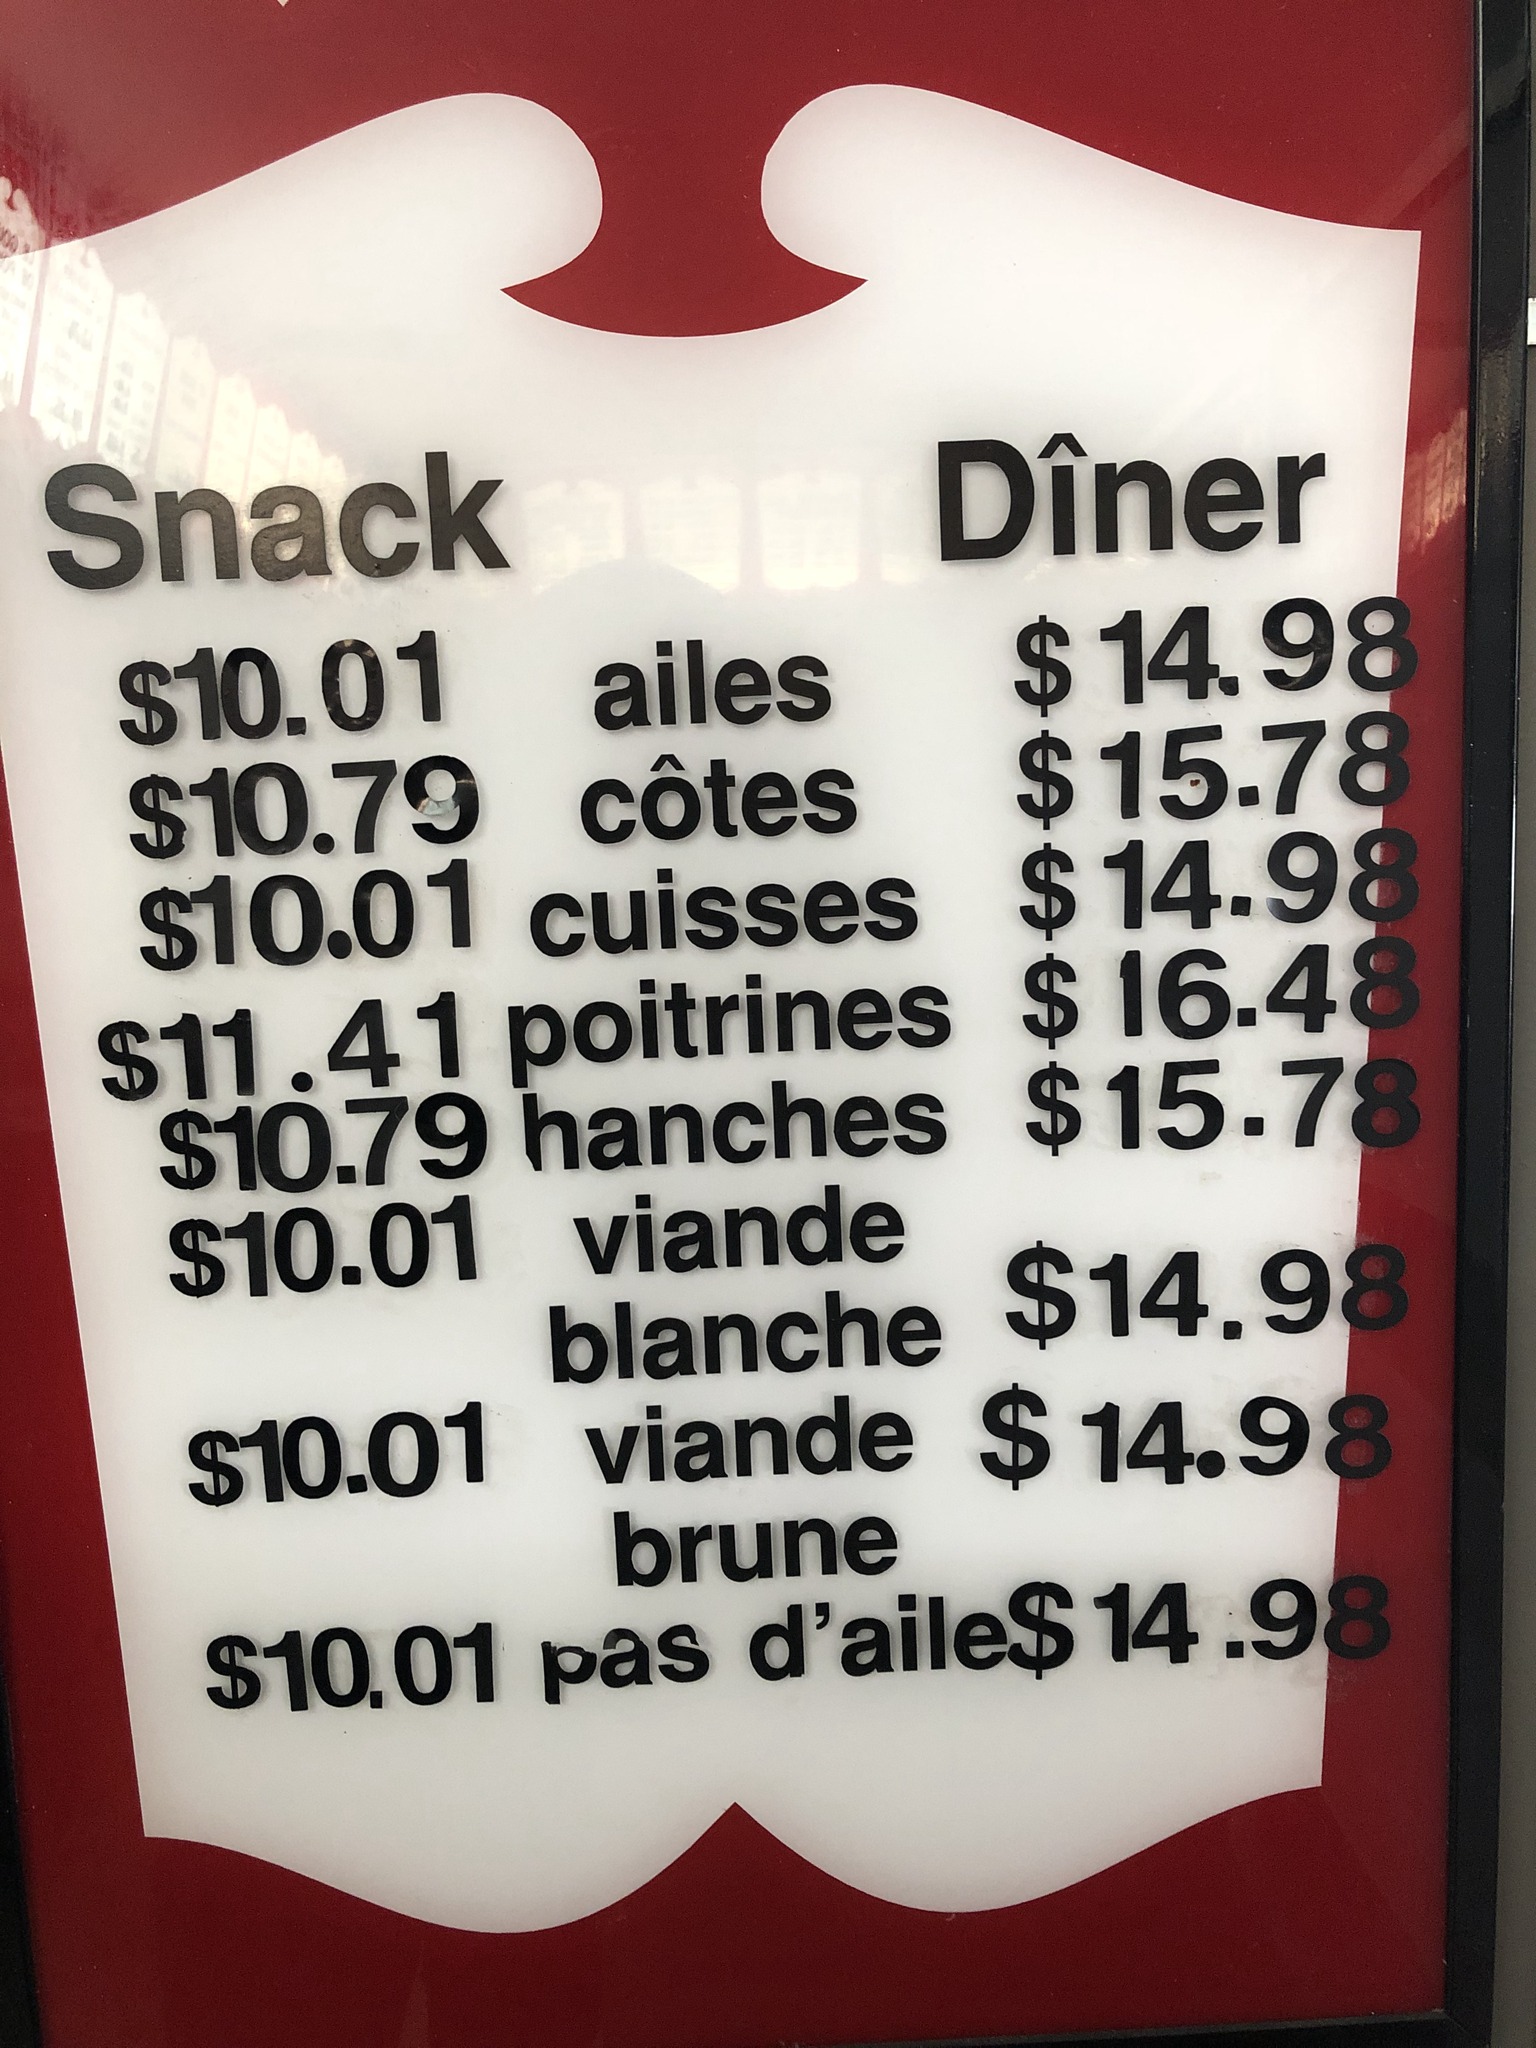 Snack Dîner
$10.01 ailes $14.98
$10.79 côtes $15.78
$10.01 cuisses $14.98
$11.41 poitrines $16.48
$10.79 hanches $15.78
$10.01 viande
blanche $14.98
$10.01 viande $14.98
brune
$10.01 pas d'aile $14.98